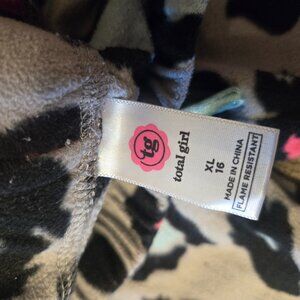 tg
total girl
XL
16
MADE IN CHINA
FLAME RESISTANT